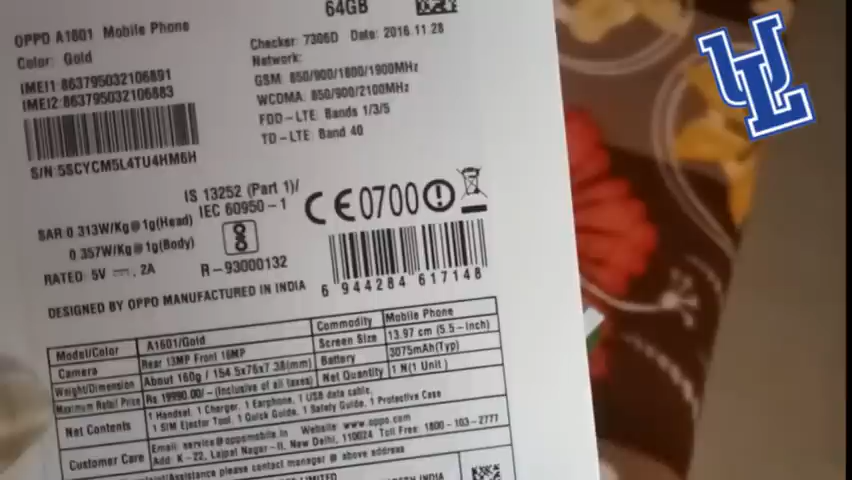 64GB
OPPO A1601 Mobile Phone
Color: Gold
IMEI1:863795032106891
IMEI2:863795032106883
S/N:5SCYCM5L4TU4HM6H
Checker: 7306D Date: 2016.11.28
Network:
GSM: 850/900/1800/1900MHz
WCDMA: 850/900/2100MHz
FDD-LTE: Bands 1/3/5
TD-LTE: Band 40
IS 13252 (Part 1)/
IEC 60950-1
CE0700
SAR:0.313W/Kg@1g(Head)
0.357W/Kg@1g(Body)
RATED: 5V ⎓, 2A
R-93000132
6 944284 617148
DESIGNED BY OPPO MANUFACTURED IN INDIA
Model/Color A1601/Gold Commodity Mobile Phone
Camera Rear 13MP Front 16MP Screen Size 13.97 cm (5.5-Inch)
Weight/Dimension About 160g / 154.5x76x7.38(mm) Battery 3075mAh(Typ)
Maximum Retail Price Rs 19990.00/- (Inclusive of all taxes) Net Quantity 1 N(1 Unit)
Net Contents 1 Handset, 1 Charger, 1 Earphone, 1 USB data cable,
1 SIM Ejector Tool, 1 Quick Guide, 1 Safety Guide, 1 Protective Case
Customer Care Email: service@oppomobile.in Website www.oppo.com
Add: K-22, Lajpat Nagar-II, New Delhi, 110024 Toll Free: 1800-103-2777
please contact manager @ above address
LIMITED
INDIA
UL